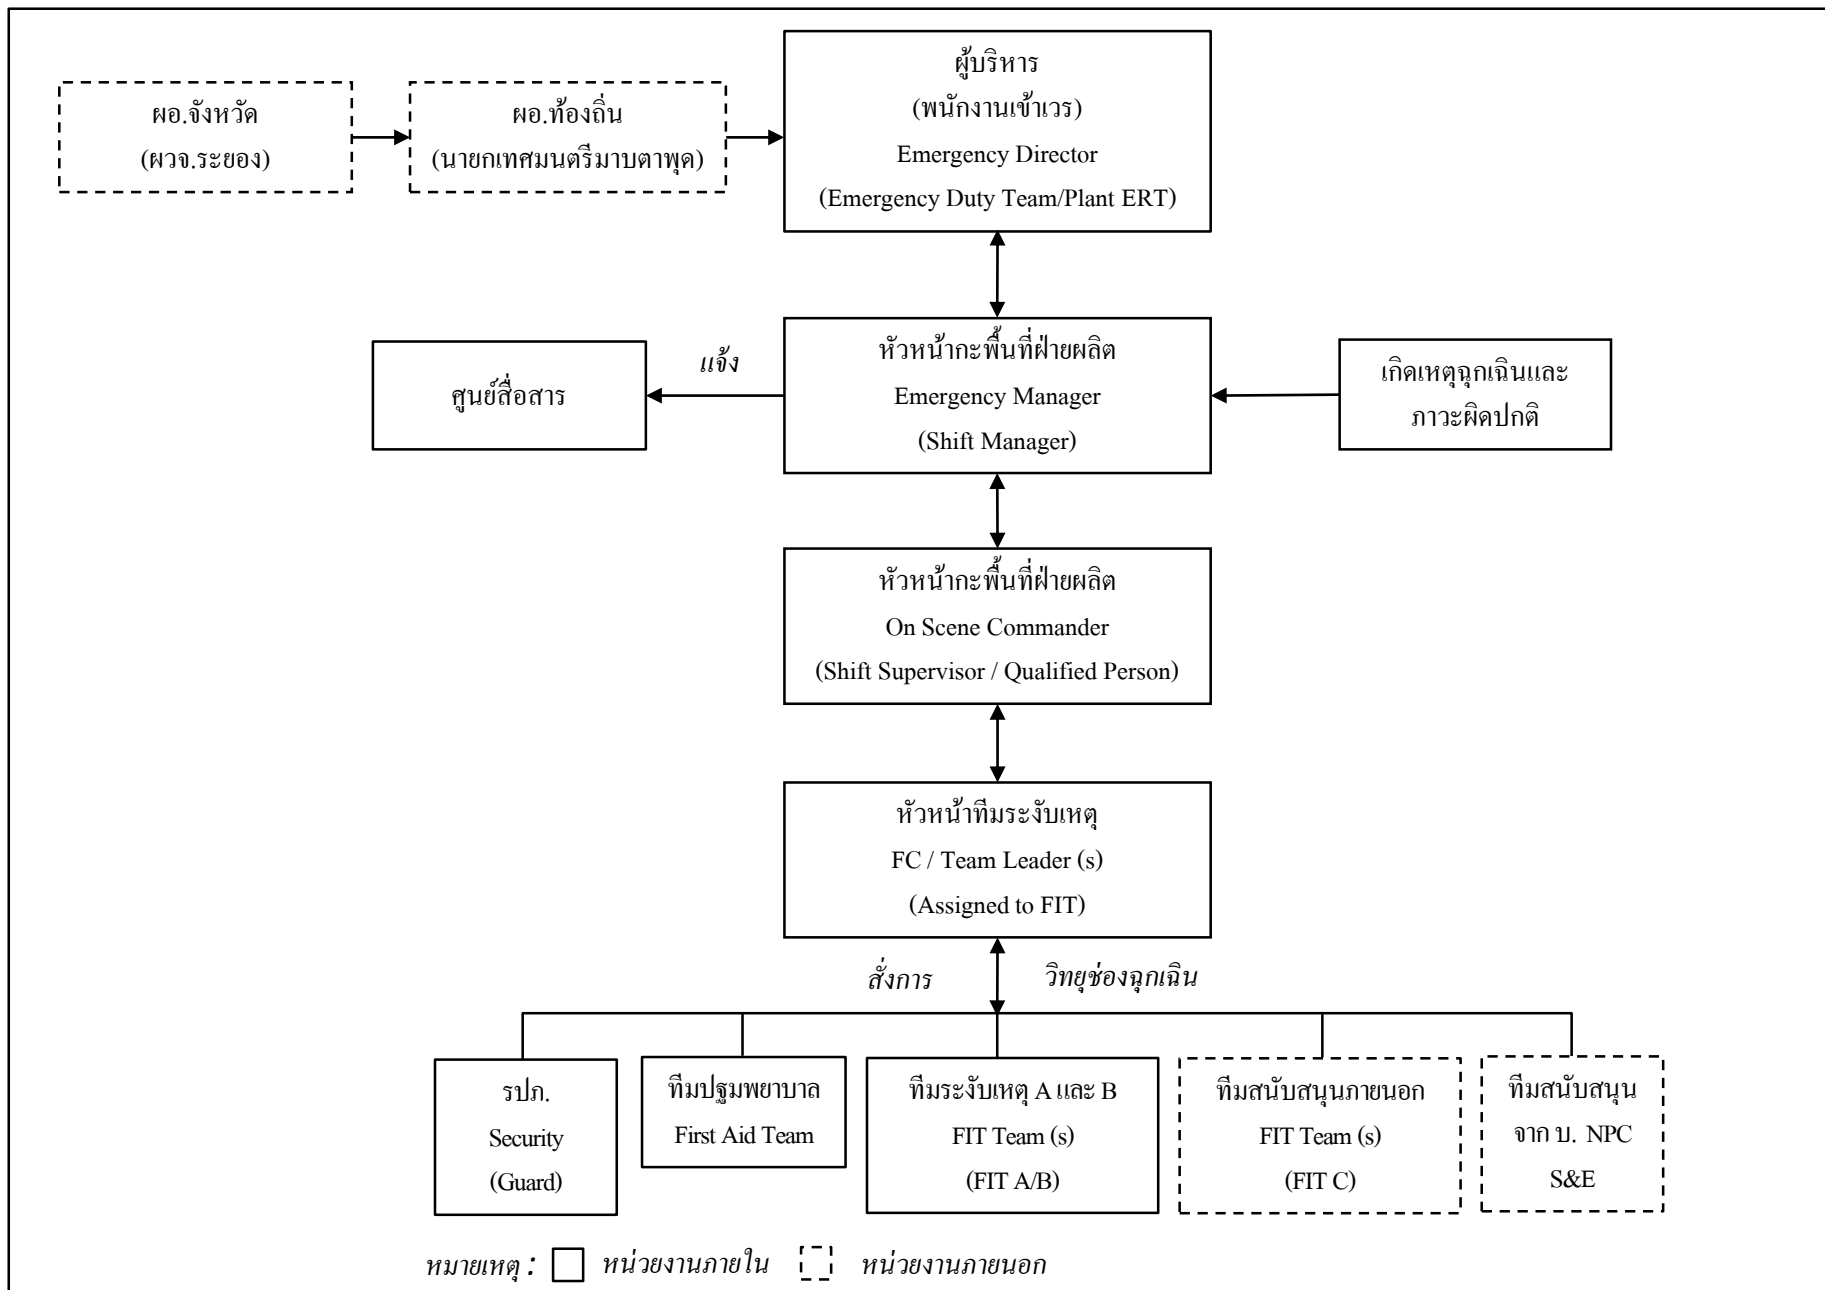 ผอ.จังหวัด
(ผวจ.ระยอง)
ผอ.ท้องถิ่น
(นายกเทศมนตรีมาบตาพุด)
ผู้บริหาร
(พนักงานเข้าเวร)
Emergency Director
(Emergency Duty Team/Plant ERT)
ศูนย์สื่อสาร
แจ้ง
หัวหน้ากะพื้นที่ฝ่ายผลิต
Emergency Manager
(Shift Manager)
เกิดเหตุฉุกเฉินและ
ภาวะผิดปกติ
หัวหน้ากะพื้นที่ฝ่ายผลิต
On Scene Commander
(Shift Supervisor / Qualified Person)
หัวหน้าทีมระงับเหตุ
FC / Team Leader (s)
(Assigned to FIT)
สั่งการ
วิทยุช่องฉุกเฉิน
รปภ.
Security
(Guard)
ทีมปฐมพยาบาล
First Aid Team
ทีมระงับเหตุ A และ B
FIT Team (s)
(FIT A/B)
ทีมสนับสนุนภายนอก
FIT Team (s)
(FIT C)
ทีมสนับสนุน
จาก บ. NPC
S&E
หมายเหตุ : หน่วยงานภายใน หน่วยงานภายนอก